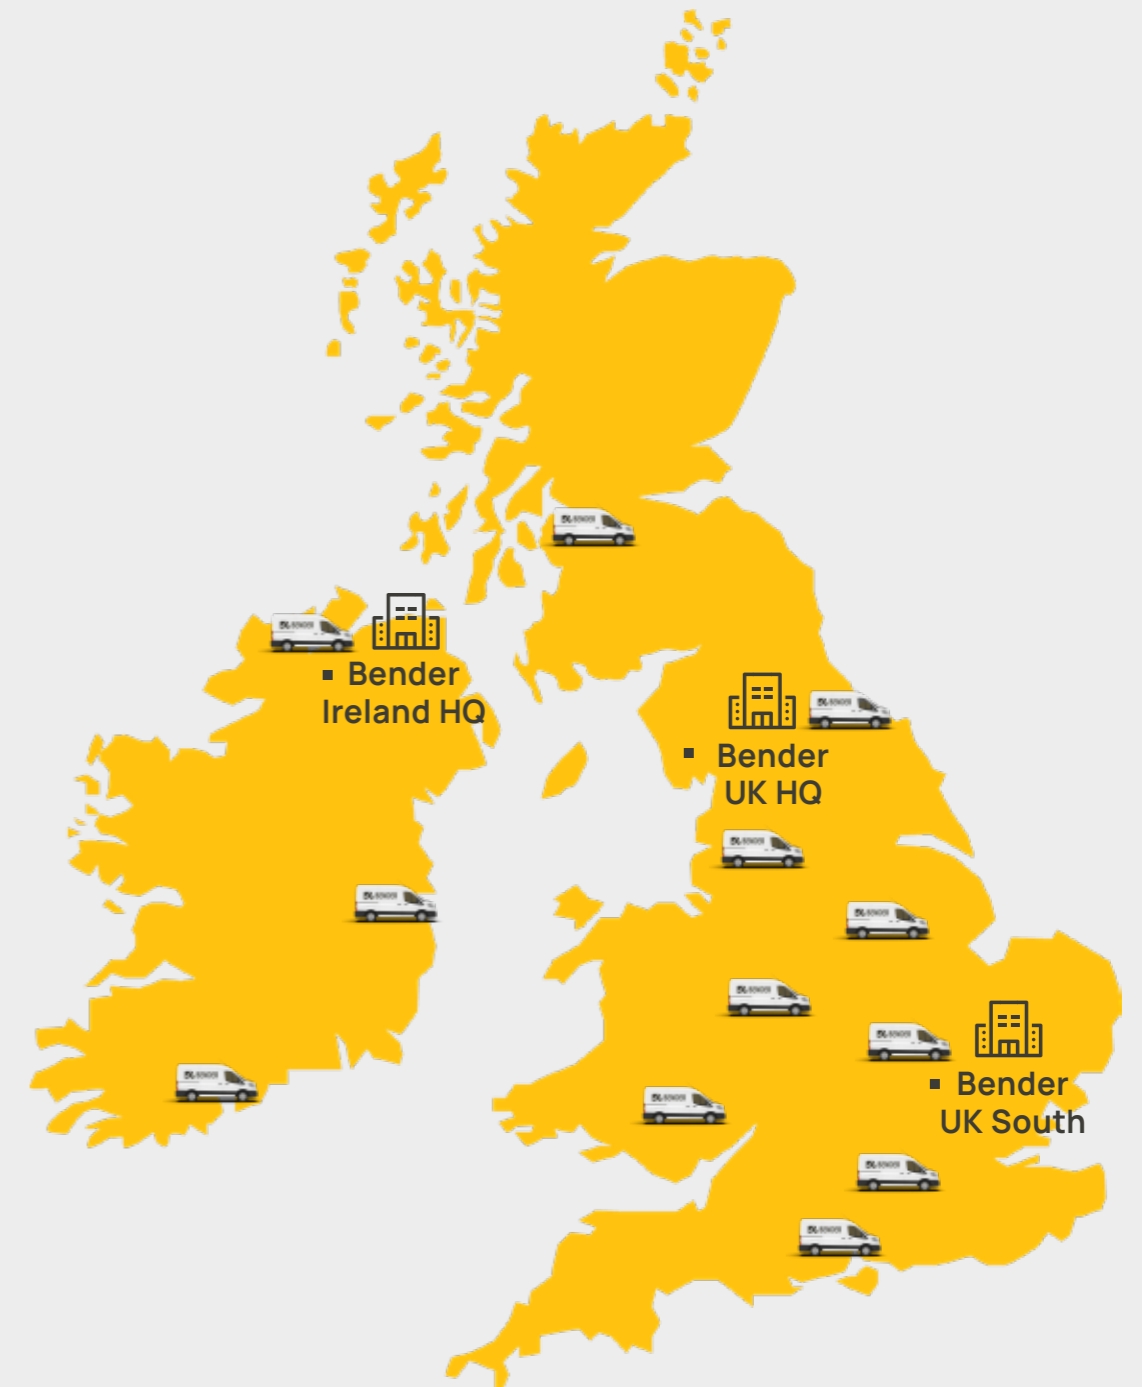 ▪ Bender
Ireland HQ
▪ Bender
UK HQ
▪ Bender
UK South